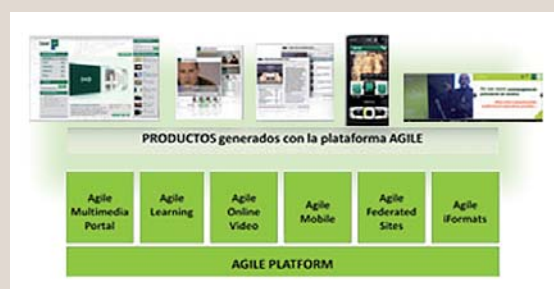 PRODUCTOS generados con la plataforma AGILE
Agile Multimedia Portal
Agile Learning
Agile Online Video
Agile Mobile
Agile Federated Sites
Agile iFormats
AGILE PLATFORM